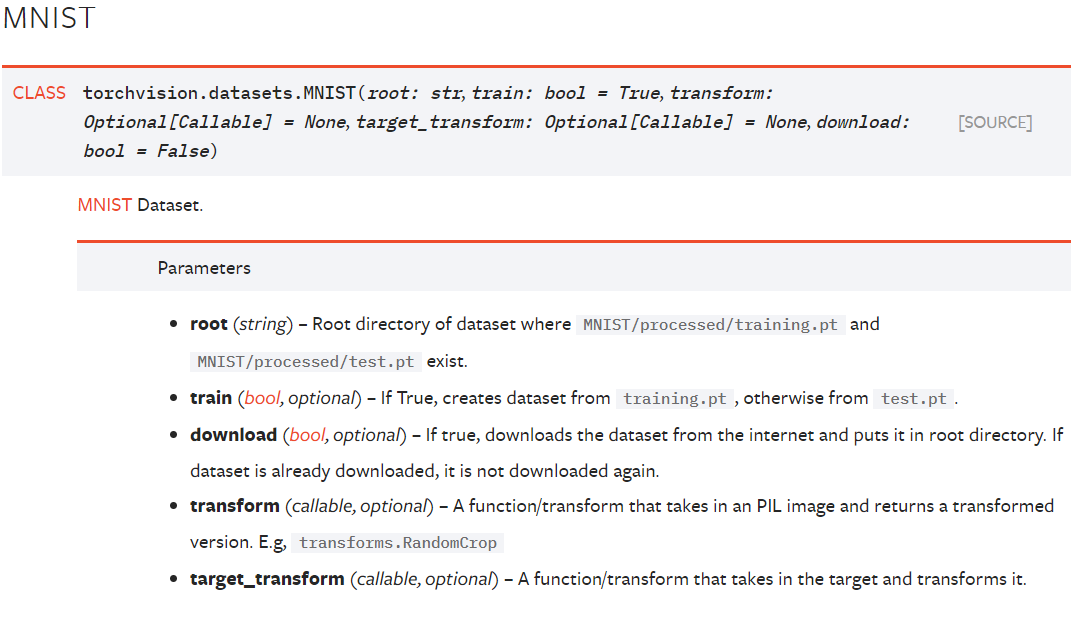 MNIST
CLASS torchvision.datasets.MNIST(root: str, train: bool = True, transform:
Optional[Callable] = None, target_transform: Optional[Callable] = None, download: [SOURCE]
bool = False)
MNIST Dataset.
Parameters
• root (string) – Root directory of dataset where MNIST/processed/training.pt and
MNIST/processed/test.pt exist.
• train (bool, optional) – If True, creates dataset from training.pt , otherwise from test.pt .
• download (bool, optional) – If true, downloads the dataset from the internet and puts it in root directory. If
dataset is already downloaded, it is not downloaded again.
• transform (callable, optional) – A function/transform that takes in an PIL image and returns a transformed
version. E.g, transforms.RandomCrop
• target_transform (callable, optional) – A function/transform that takes in the target and transforms it.